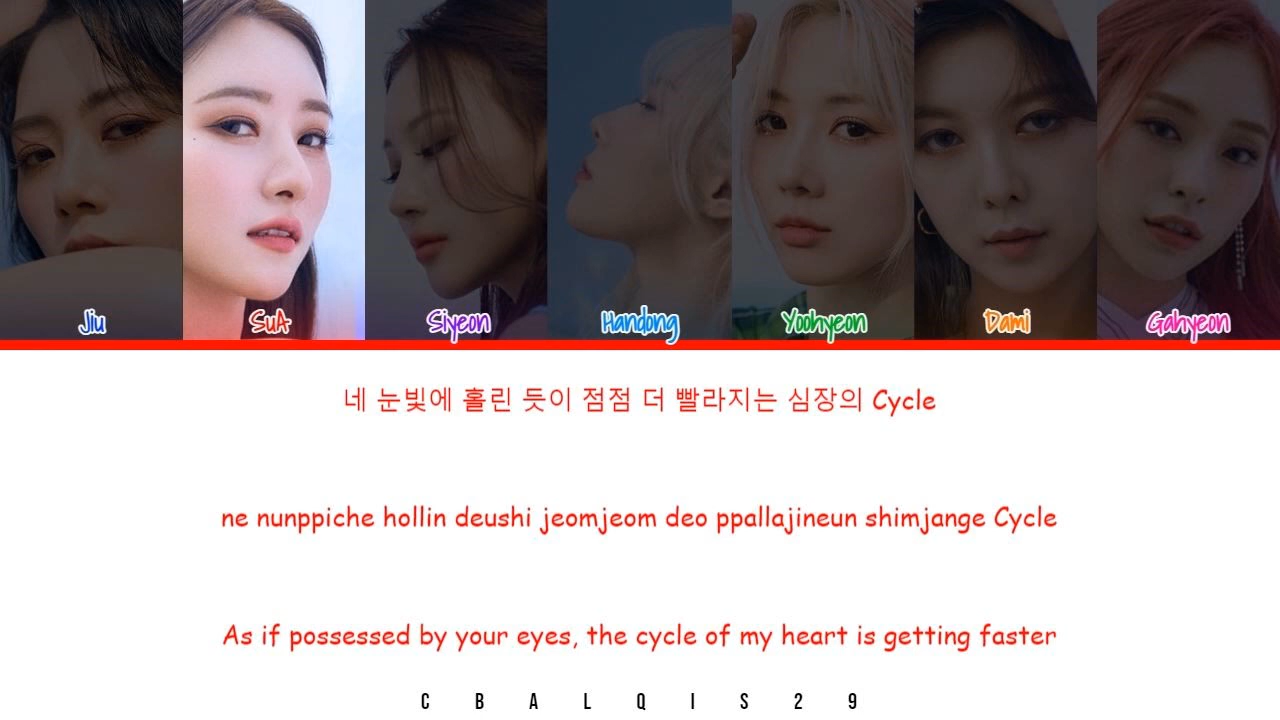 Jiu SuA Siyeon Handong Yoohyeon Dami Gahyeon
네 눈빛에 홀린 듯이 점점 더 빨라지는 심장의 Cycle
ne nunppiche hollin deushi jeomjeom deo ppallajineun shimjange Cycle
As if possessed by your eyes, the cycle of my heart is getting faster
C B A L Q I S 2 9